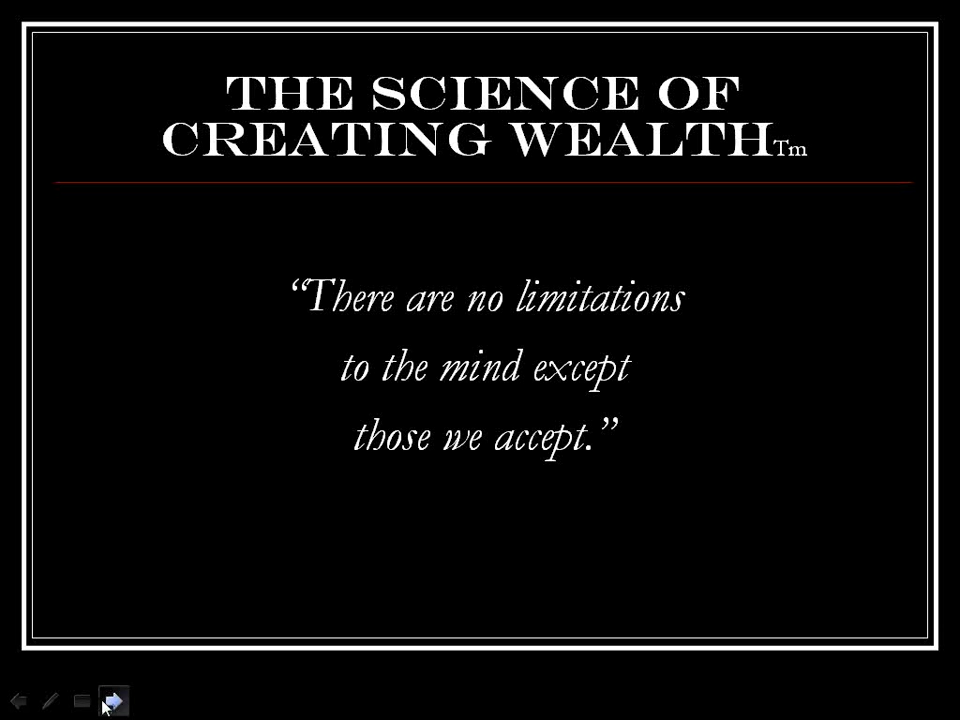 THE SCIENCE OF
CREATING WEALTHTm
“There are no limitations
to the mind except
those we accept.”